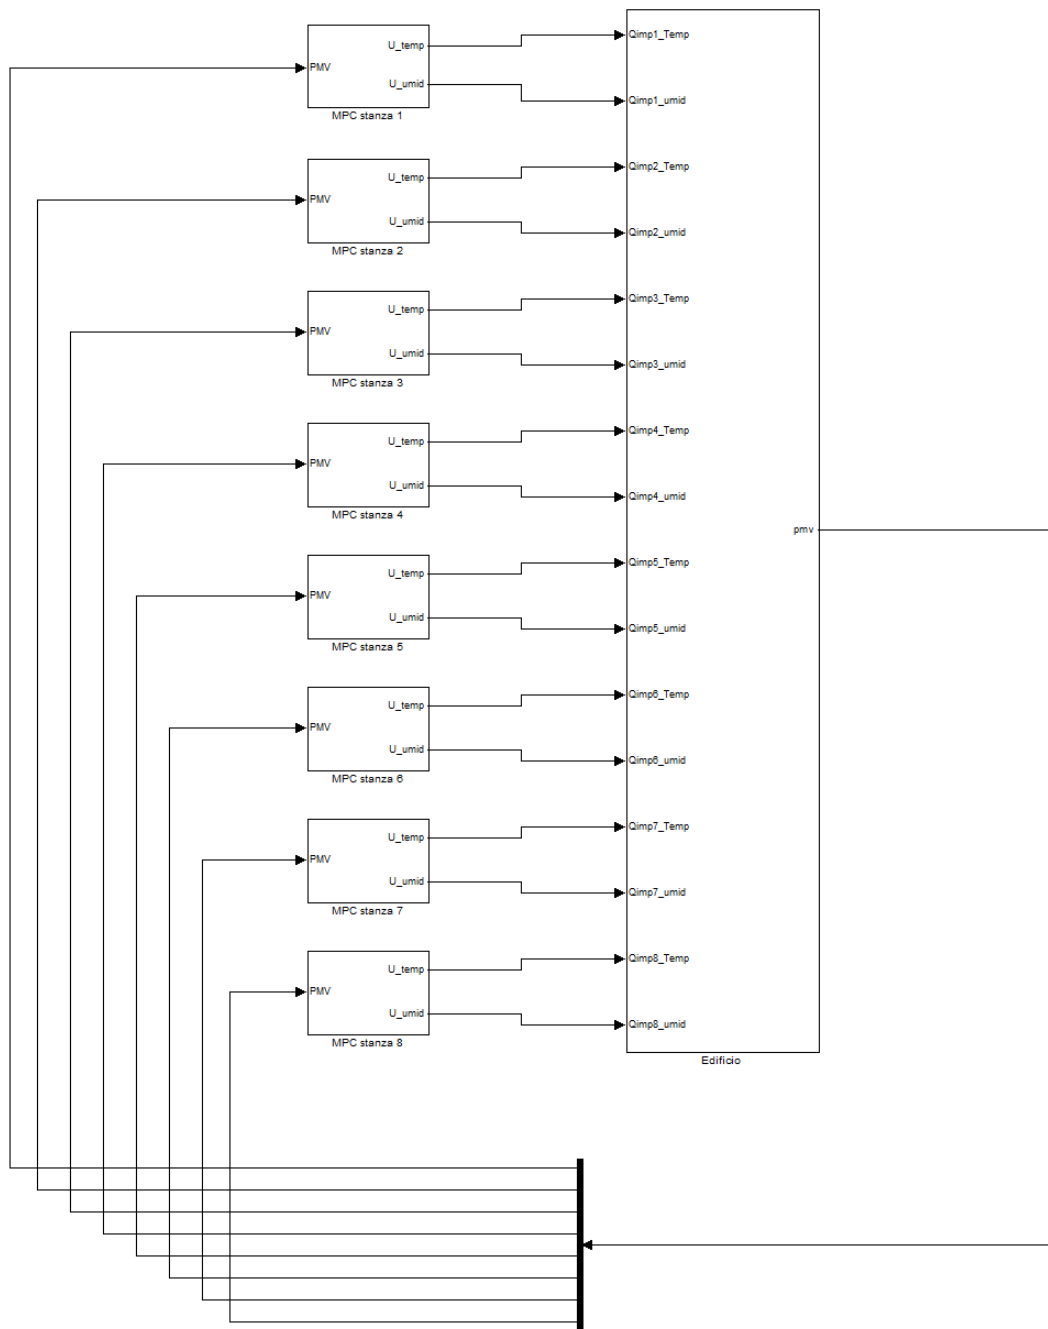 U_temp
PMV
U_umid
MPC stanza 1
U_temp
PMV
U_umid
MPC stanza 2
U_temp
PMV
U_umid
MPC stanza 3
U_temp
PMV
U_umid
MPC stanza 4
U_temp
PMV
U_umid
MPC stanza 5
U_temp
PMV
U_umid
MPC stanza 6
U_temp
PMV
U_umid
MPC stanza 7
U_temp
PMV
U_umid
MPC stanza 8
Qimp1_Temp
Qimp1_umid
Qimp2_Temp
Qimp2_umid
Qimp3_Temp
Qimp3_umid
Qimp4_Temp
Qimp4_umid
pmv
Qimp5_Temp
Qimp5_umid
Qimp6_Temp
Qimp6_umid
Qimp7_Temp
Qimp7_umid
Qimp8_Temp
Qimp8_umid
Edificio